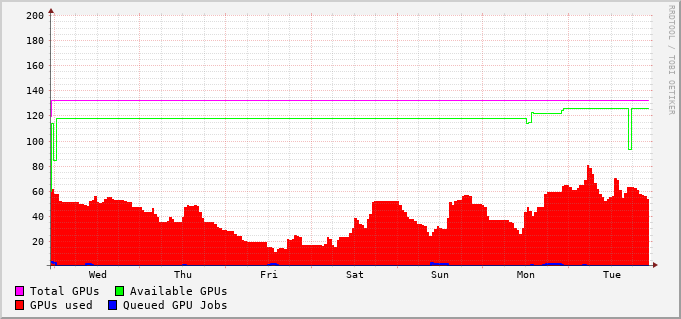 200
180
160
140
120
100
80
60
40
20
Wed Thu Fri Sat Sun Mon Tue
Total GPUs Available GPUs
GPUs used Queued GPU Jobs
RRDTOOL / TOBI OETIKER